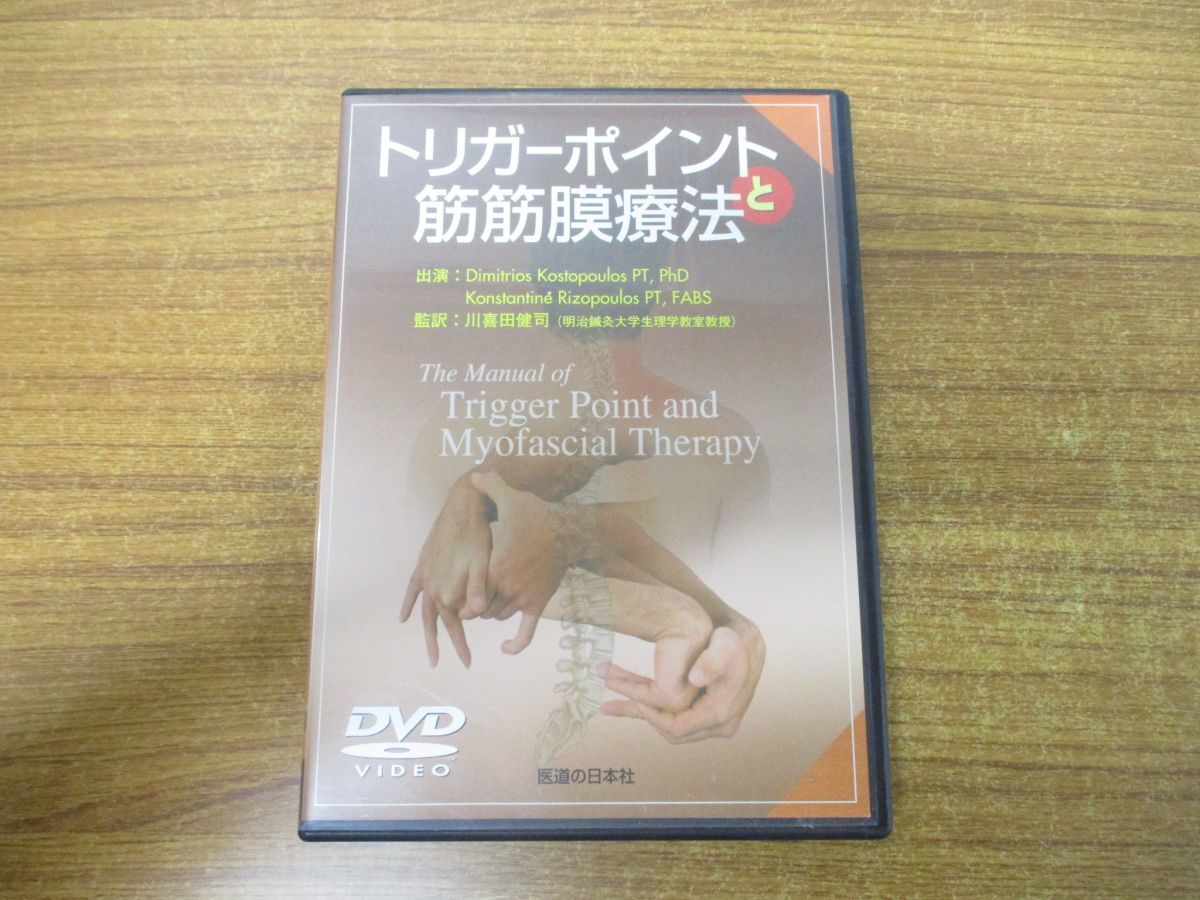 トリガーポイントと
筋筋膜療法
出演：Dimitrios Kostopoulos PT, PhD
Konstantine Rizopoulos PT, FABS
監訳：川喜田健司（明治鍼灸大学生理学教室教授）
The Manual of
Trigger Point and
Myofascial Therapy
DVD
VIDEO
医道の日本社